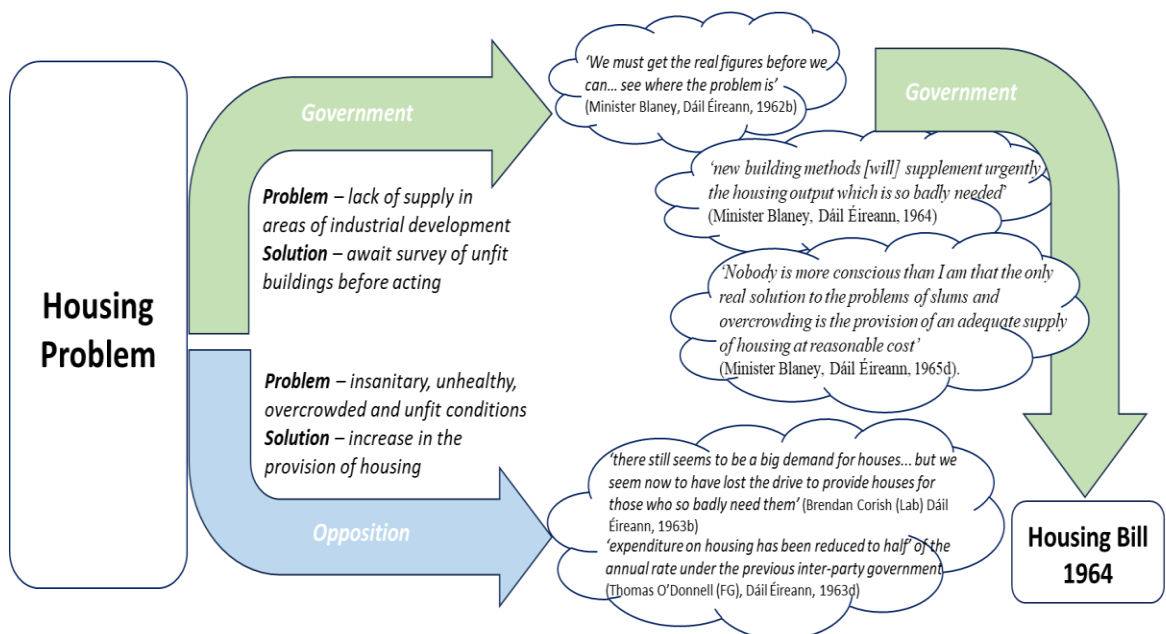 Housing
Problem
Government
Problem – lack of supply in
areas of industrial development
Solution – await survey of unfit
buildings before acting
Problem – insanitary, unhealthy,
overcrowded and unfit conditions
Solution – increase in the
provision of housing
Opposition
‘We must get the real figures before we
can… see where the problem is’
(Minister Blaney, Dáil Éireann, 1962b)
Government
‘new building methods [will] supplement urgently
the housing output which is so badly needed’
(Minister Blaney, Dáil Éireann, 1964)
‘Nobody is more conscious than I am that the only
real solution to the problems of slums and
overcrowding is the provision of an adequate supply
of housing at reasonable cost’
(Minister Blaney, Dáil Éireann, 1965d).
‘there still seems to be a big demand for houses… but we
seem now to have lost the drive to provide houses for
those who so badly need them’ (Brendan Corish (Lab) Dáil
Éireann, 1963b)
‘expenditure on housing has been reduced to half’ of the
annual rate under the previous inter-party government
(Thomas O’Donnell (FG), Dáil Éireann, 1963d)
Housing Bill
1964